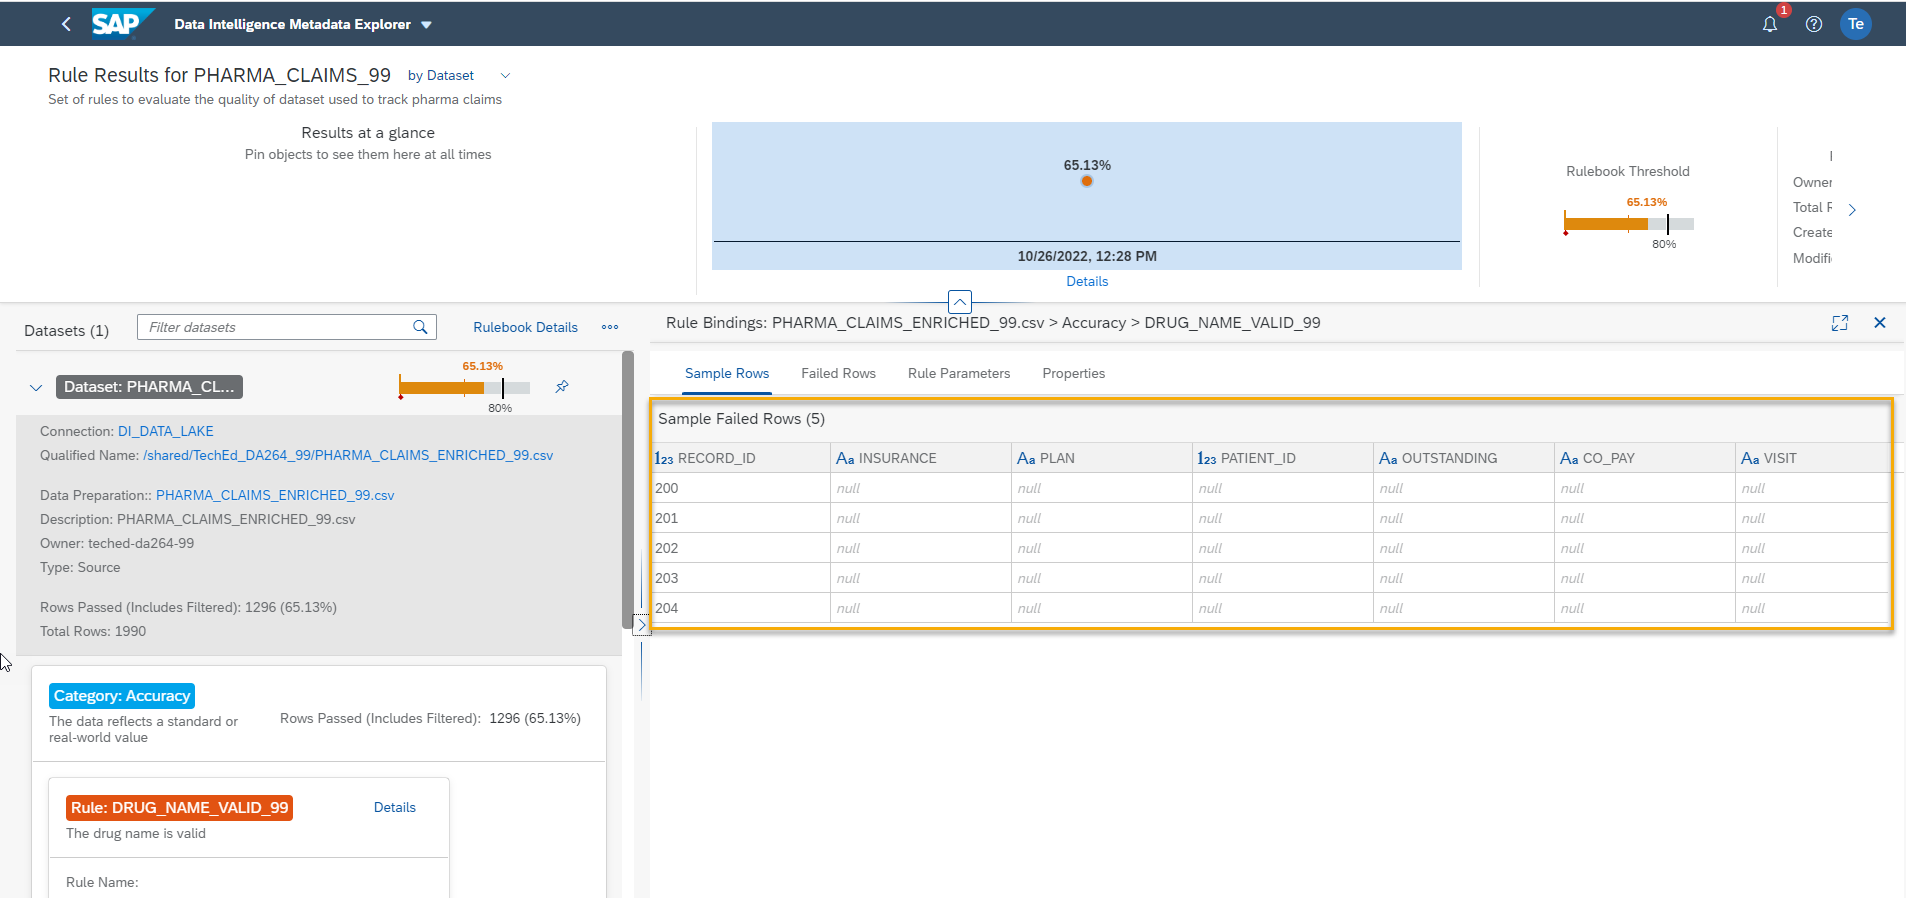 SAP Data Intelligence Metadata Explorer
1
Te
Rule Results for PHARMA_CLAIMS_99 by Dataset
Set of rules to evaluate the quality of dataset used to track pharma claims
Results at a glance
Pin objects to see them here at all times
65.13%
10/26/2022, 12:28 PM
Details
Rulebook Threshold
65.13%
80%
Owner
Total
Create
Modifi
Datasets (1)
Filter datasets
Rulebook Details
Dataset: PHARMA_CL...
65.13%
80%
Connection: DI_DATA_LAKE
Qualified Name: /shared/TechEd_DA264_99/PHARMA_CLAIMS_ENRICHED_99.csv
Data Preparation:: PHARMA_CLAIMS_ENRICHED_99.csv
Description: PHARMA_CLAIMS_ENRICHED_99.csv
Owner: teched-da264-99
Type: Source
Rows Passed (Includes Filtered): 1296 (65.13%)
Total Rows: 1990
Category: Accuracy
The data reflects a standard or
real-world value
Rows Passed (Includes Filtered): 1296 (65.13%)
Rule: DRUG_NAME_VALID_99
Details
The drug name is valid
Rule Name:
Rule Bindings: PHARMA_CLAIMS_ENRICHED_99.csv > Accuracy > DRUG_NAME_VALID_99
Sample Rows Failed Rows Rule Parameters Properties
Sample Failed Rows (5)
123 RECORD_ID Aa INSURANCE Aa PLAN 123 PATIENT_ID Aa OUTSTANDING Aa CO_PAY Aa VISIT
200 null null null null null null
201 null null null null null null
202 null null null null null null
203 null null null null null null
204 null null null null null null